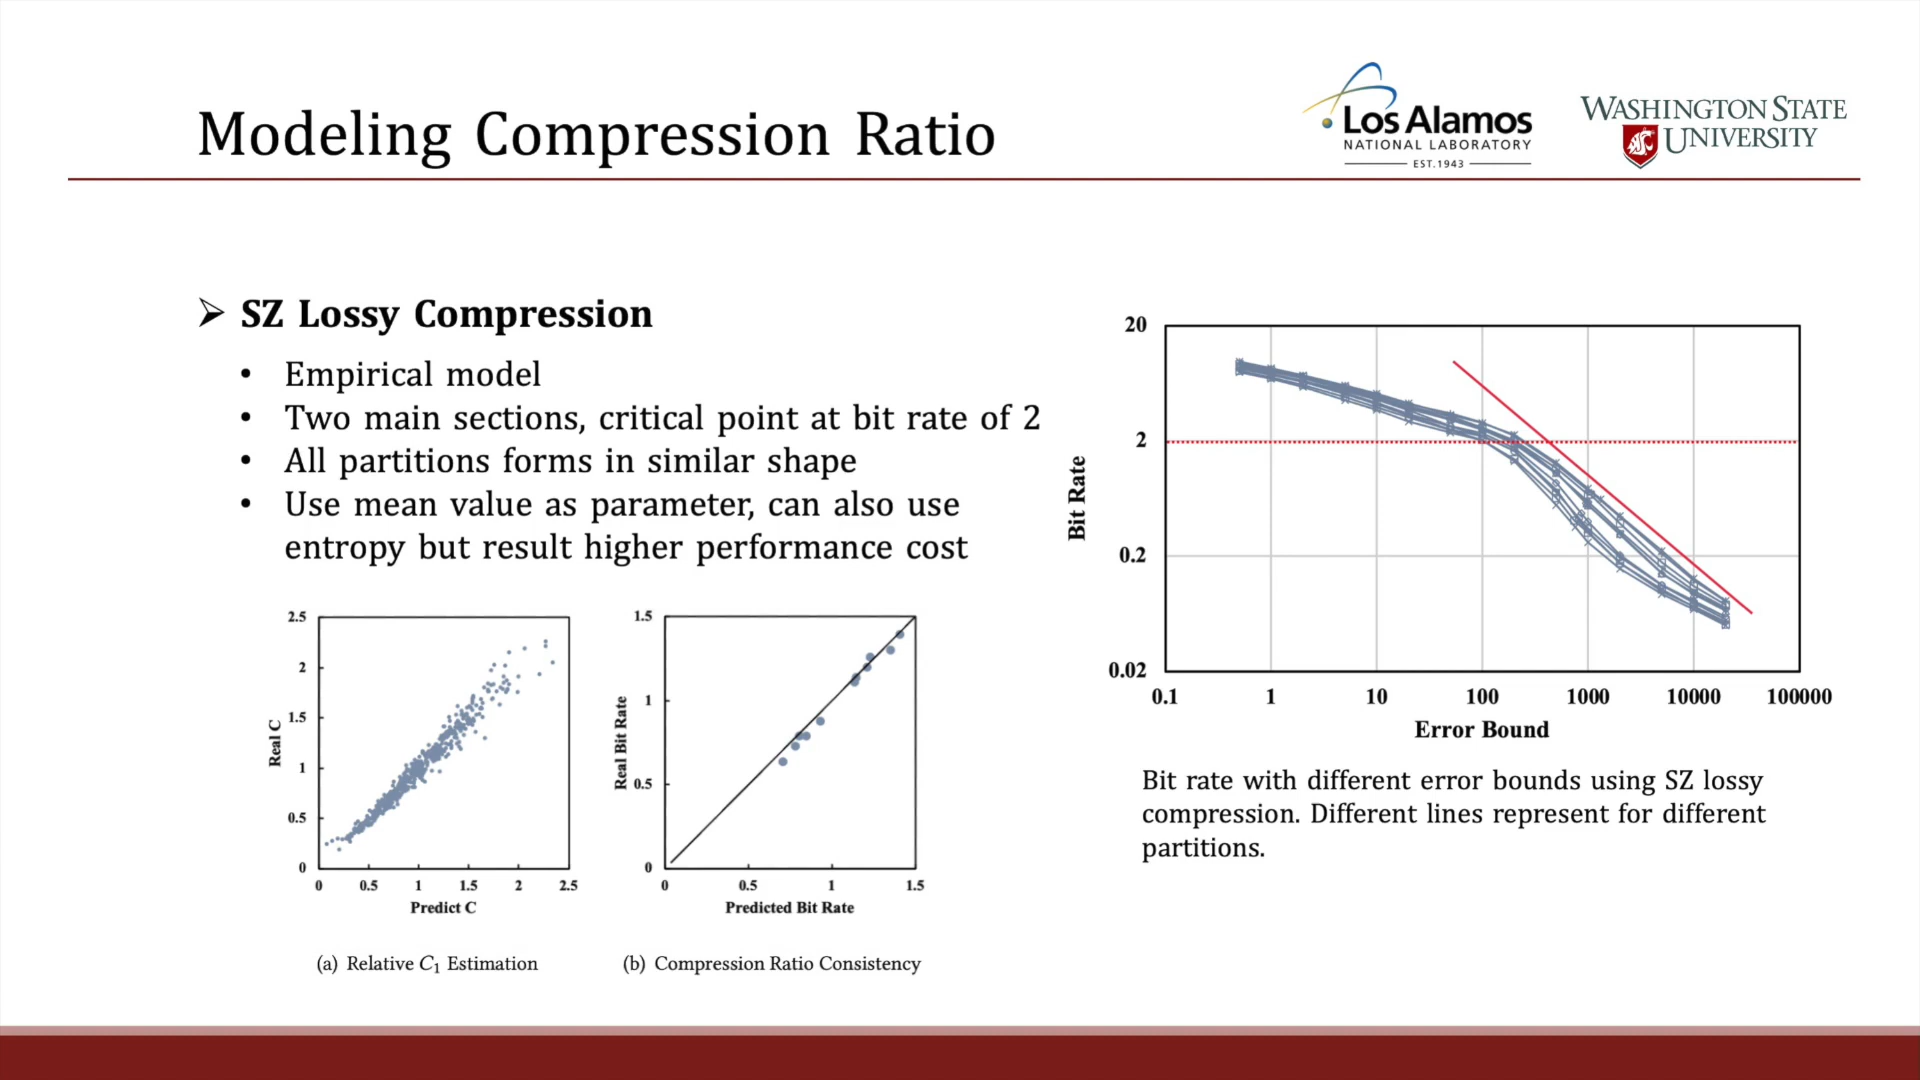 Modeling Compression Ratio
Los Alamos
NATIONAL LABORATORY
EST.1943
WASHINGTON STATE
UNIVERSITY
➢ SZ Lossy Compression
• Empirical model
• Two main sections, critical point at bit rate of 2
• All partitions forms in similar shape
• Use mean value as parameter, can also use
entropy but result higher performance cost
2.5
2
1.5
1
0.5
0
Real C
0 0.5 1 1.5 2 2.5
Predict C
(a) Relative C₁ Estimation
1.5
1
0.5
0
Real Bit Rate
0 0.5 1 1.5
Predicted Bit Rate
(b) Compression Ratio Consistency
20
2
0.2
0.02
Bit Rate
0.1 1 10 100 1000 10000 100000
Error Bound
Bit rate with different error bounds using SZ lossy
compression. Different lines represent for different
partitions.